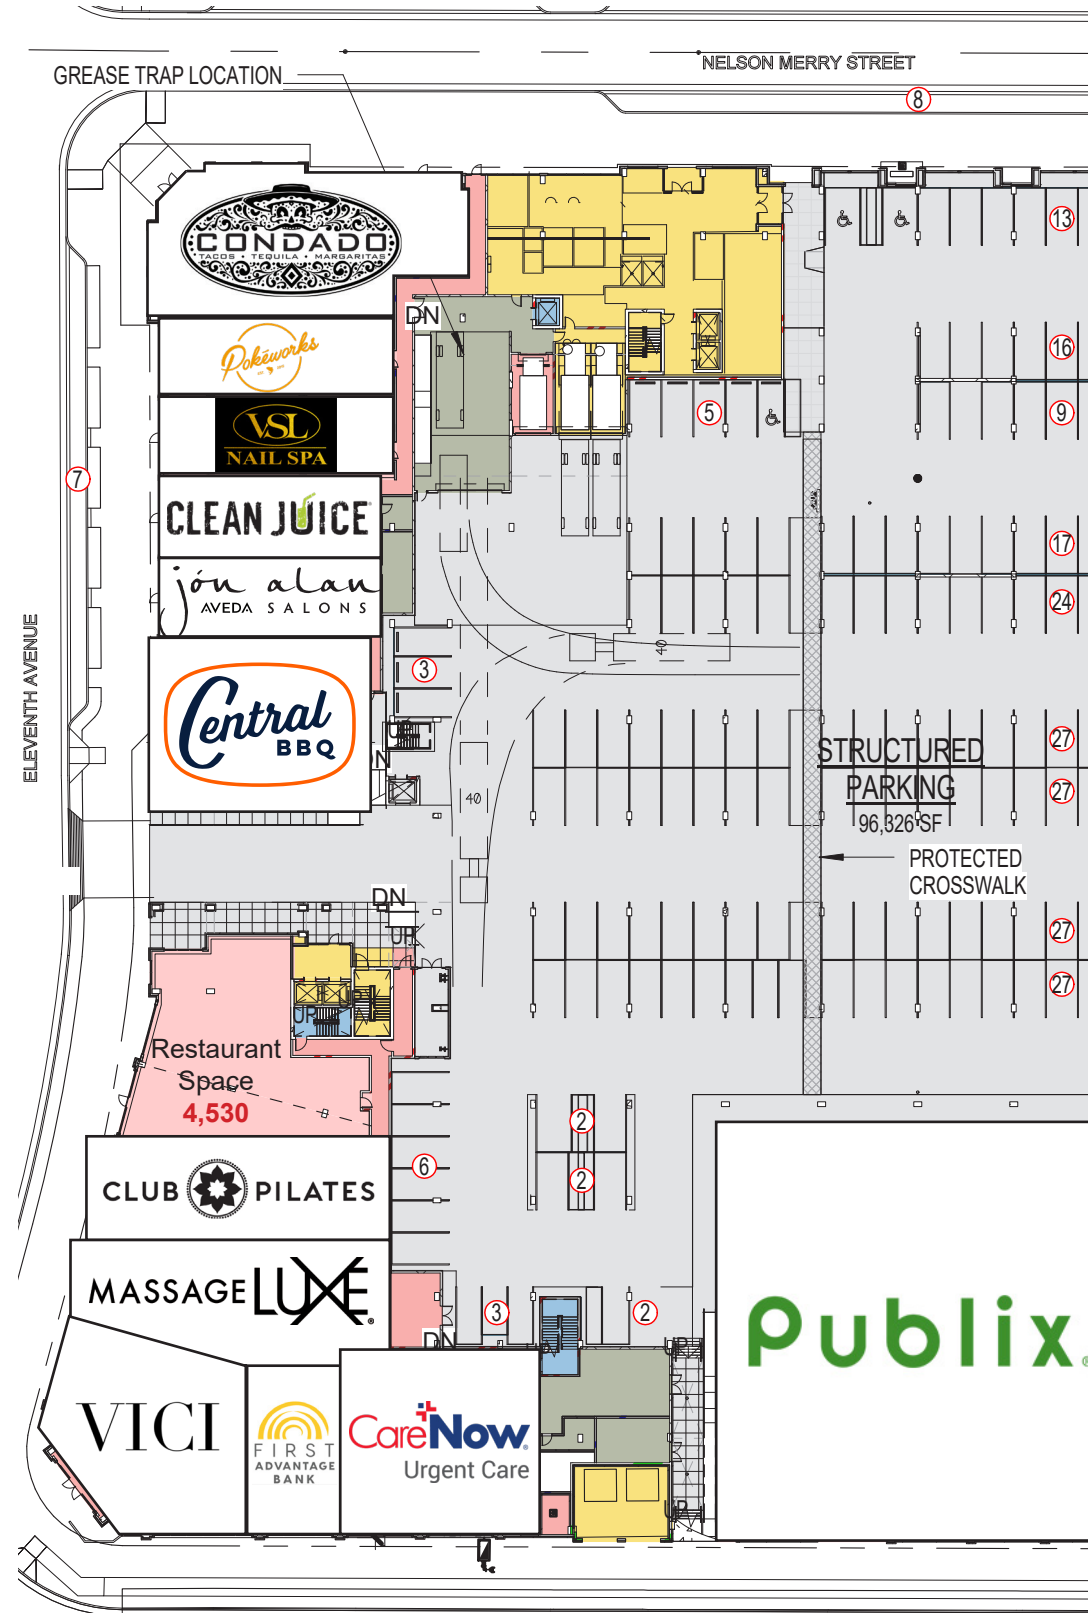 NELSON MERRY STREET
GREASE TRAP LOCATION
8
CONDADO
TACOS • TEQUILA • MARGARITAS
13
DN
Pokéworks
16
5
9
VSL
NAIL SPA
7
CLEAN JUICE
17
jón alan
AVEDA SALONS
24
40
ELEVENTH AVENUE
3
Central
BBQ
UP
DN
27
STRUCTURED
PARKING
96,326 SF
27
40
PROTECTED
CROSSWALK
DN
UP
27
27
UP
UP
Restaurant
Space
4,530
2
CLUB PILATES
6
2
MASSAGE LUXE®
3
2
DN
Publix®
VICI
FIRST
ADVANTAGE
BANK
CareNow®
Urgent Care